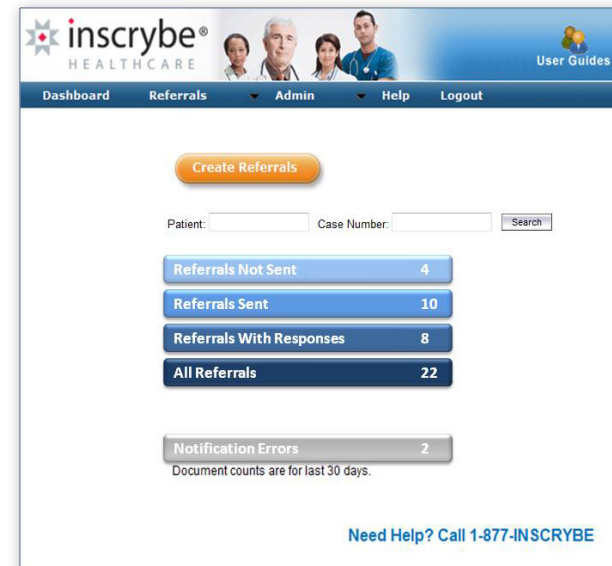 inscrybe®
HEALTHCARE
User Guides
Dashboard Referrals Admin Help Logout
Create Referrals
Patient: Case Number: Search
Referrals Not Sent 4
Referrals Sent 10
Referrals With Responses 8
All Referrals 22
Notification Errors 2
Document counts are for last 30 days.
Need Help? Call 1-877-INSCRYBE